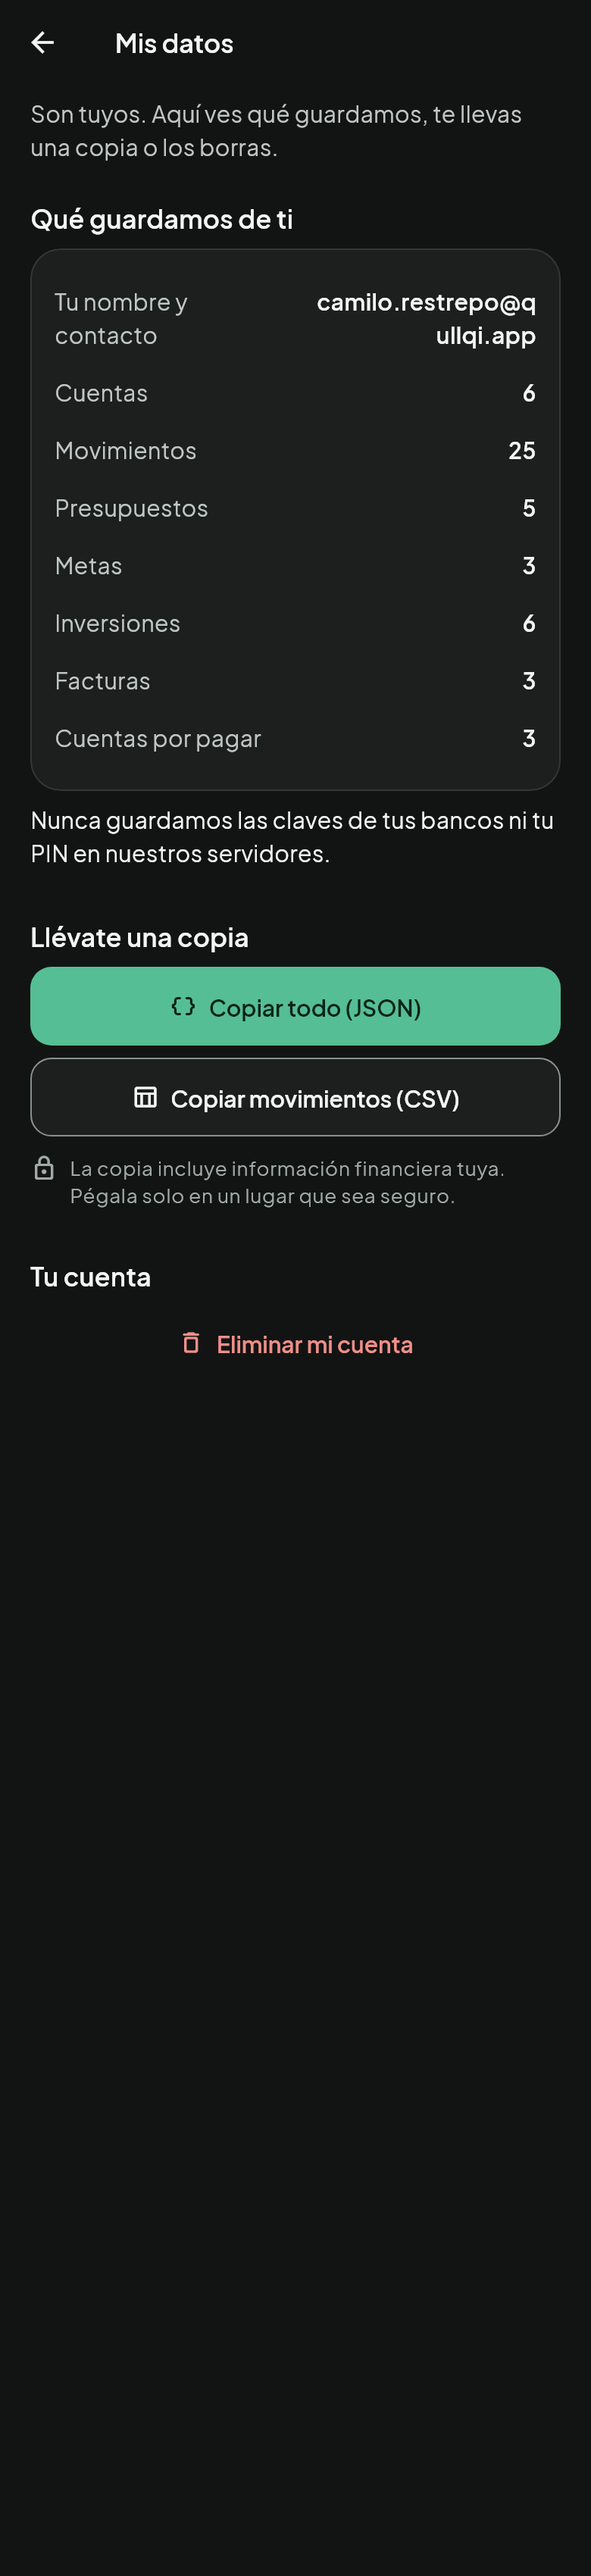 Mis datos
Son tuyos. Aquí ves qué guardamos, te llevas
una copia o los borras.
Qué guardamos de ti
Tu nombre y contacto
camilo.restrepo@q
ullqi.app
Cuentas 6
Movimientos 25
Presupuestos 5
Metas 3
Inversiones 6
Facturas 3
Cuentas por pagar 3
Nunca guardamos las claves de tus bancos ni tu
PIN en nuestros servidores.
Llévate una copia
Copiar todo (JSON)
Copiar movimientos (CSV)
La copia incluye información financiera tuya.
Pégala solo en un lugar que sea seguro.
Tu cuenta
Eliminar mi cuenta